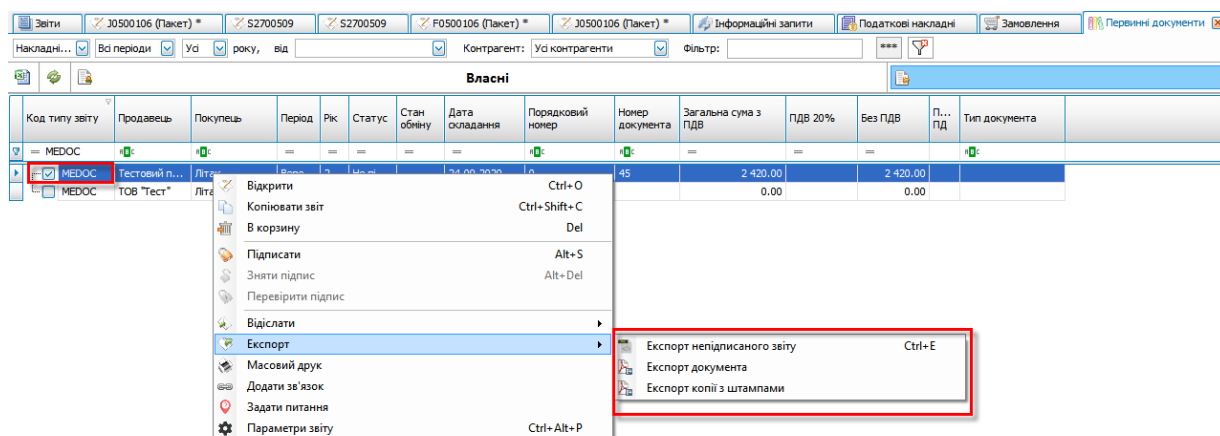 Звіти J0500106 (Пакет) * S2700509 S2700509 F0500106 (Пакет) * J0500106 (Пакет) * Інформаційні запити Податкові накладні Замовлення Первинні документи
Накладні... Всі періоди Усі року, від Контрагент: Усі контрагенти Фільтр: ***
Власні
Код типу звіту Продавець Покупець Період Рік Статус Стан обміну Дата складання Порядковий номер Номер документа Загальна сума з ПДВ ПДВ 20% Без ПДВ П... ПД Тип документа
= MEDOC = = = = = = = =
MEDOC Тестовий п... 45 2 420.00 2 420.00
MEDOC ТОВ "Тест" 0.00 0.00
Відкрити Ctrl+O
Копіювати звіт Ctrl+Shift+C
В корзину Del
Підписати Alt+S
Зняти підпис Alt+Del
Перевірити підпис
Відіслати
Експорт
Масовий друк
Додати зв'язок
Задати питання
Параметри звіту Ctrl+Alt+P
Експорт непідписаного звіту Ctrl+E
Експорт документа
Експорт копії з штампами